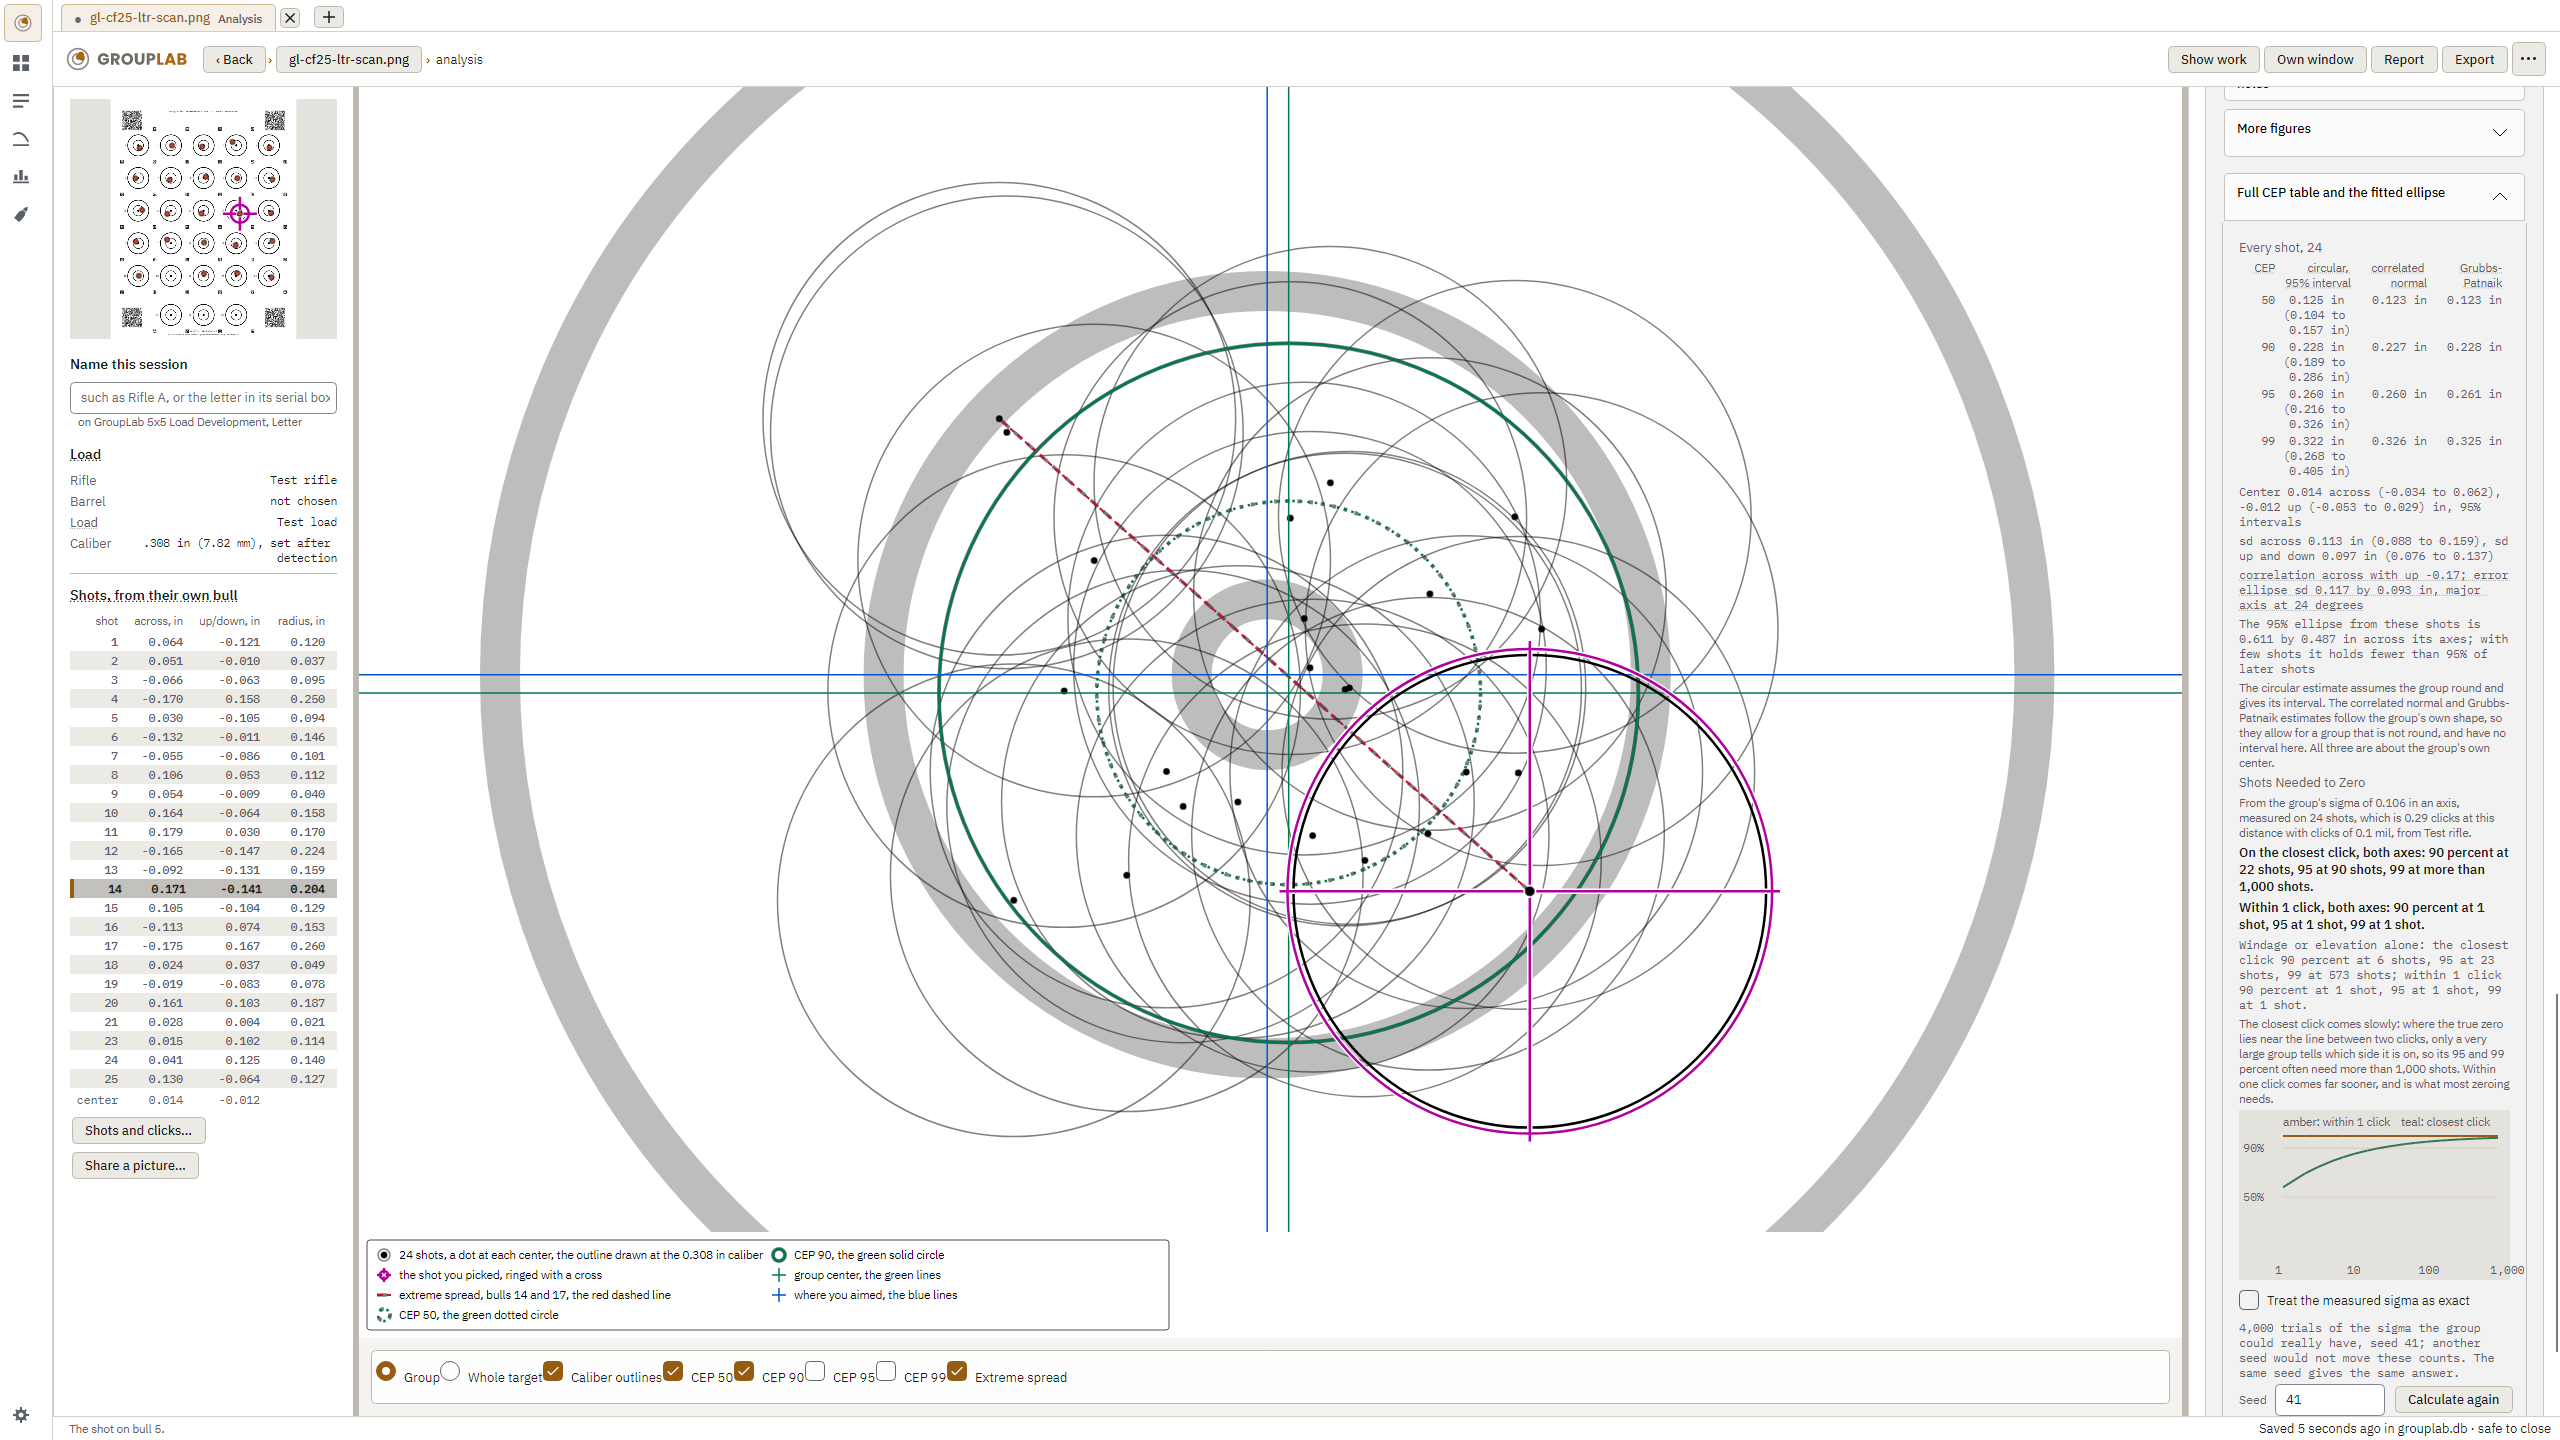 gl-cf25-ltr-scan.png Analysis
GROUPLAB
‹ Back › gl-cf25-ltr-scan.png › analysis
Show work
Own window
Report
Export
Name this session
such as Rifle A, or the letter in its serial box
on GroupLab 5x5 Load Development, Letter
Load
Rifle Test rifle
Barrel not chosen
Load Test load
Caliber .308 in (7.82 mm), set after
detection
Shots, from their own bull
shot across, in up/down, in radius, in
1 0.064 -0.121 0.120
2 0.051 -0.010 0.037
3 -0.066 -0.063 0.095
4 -0.170 0.158 0.250
5 0.030 -0.105 0.094
6 -0.132 -0.011 0.146
7 -0.055 -0.086 0.101
8 0.106 0.053 0.112
9 0.054 -0.009 0.040
10 0.164 -0.064 0.158
11 0.179 0.030 0.170
12 -0.165 -0.147 0.224
13 -0.092 -0.131 0.159
14 0.171 -0.141 0.204
15 0.105 -0.104 0.129
16 -0.113 0.074 0.153
17 -0.175 0.167 0.260
18 0.024 0.037 0.049
19 -0.019 -0.083 0.078
20 0.161 0.103 0.187
21 0.028 0.004 0.021
23 0.015 0.102 0.114
24 0.041 0.125 0.140
25 0.130 -0.064 0.127
center 0.014 -0.012
Shots and clicks...
Share a picture...
24 shots, a dot at each center, the outline drawn at the 0.308 in caliber
the shot you picked, ringed with a cross
extreme spread, bulls 14 and 17, the red dashed line
CEP 50, the green dotted circle
CEP 90, the green solid circle
group center, the green lines
where you aimed, the blue lines
Group Whole target Caliber outlines CEP 50 CEP 90 CEP 95 CEP 99 Extreme spread
More figures
Full CEP table and the fitted ellipse
Every shot, 24
CEP circular, correlated Grubbs-
95% interval normal Patnaik
50 0.125 in 0.123 in 0.123 in
(0.104 to
0.157 in)
90 0.228 in 0.227 in 0.228 in
(0.189 to
0.286 in)
95 0.260 in 0.260 in 0.261 in
(0.216 to
0.326 in)
99 0.322 in 0.326 in 0.325 in
(0.268 to
0.405 in)
Center 0.014 across (-0.034 to 0.062),
-0.012 up (-0.053 to 0.029) in, 95%
intervals
sd across 0.113 in (0.088 to 0.159), sd
up and down 0.097 in (0.076 to 0.137)
correlation across with up -0.17; error
ellipse sd 0.117 by 0.093 in, major
axis at 24 degrees
The 95% ellipse from these shots is
0.611 by 0.487 in across its axes; with
few shots it holds fewer than 95% of
later shots
The circular estimate assumes the group round and
gives its interval. The correlated normal and Grubbs-
Patnaik estimates follow the group's own shape, so
they allow for a group that is not round, and have no
interval here. All three are about the group's own
center.
Shots Needed to Zero
From the group's sigma of 0.106 in an axis,
measured on 24 shots, which is 0.29 clicks at this
distance with clicks of 0.1 mil, from Test rifle.
On the closest click, both axes: 90 percent at
22 shots, 95 at 90 shots, 99 at more than
1,000 shots.
Within 1 click, both axes: 90 percent at 1
shot, 95 at 1 shot, 99 at 1 shot.
Windage or elevation alone: the closest
click 90 percent at 6 shots, 95 at 23
shots, 99 at 573 shots; within 1 click
90 percent at 1 shot, 95 at 1 shot, 99
at 1 shot.
The closest click comes slowly: where the true zero
lies near the line between two clicks, only a very
large group tells which side it is on, so its 95 and 99
percent often need more than 1,000 shots. Within
one click comes far sooner, and is what most zeroing
needs.
amber: within 1 click teal: closest click
90%
50%
1 10 100 1,000
Treat the measured sigma as exact
4,000 trials of the sigma the group
could really have, seed 41; another
seed would not move these counts. The
same seed gives the same answer.
Seed 41 Calculate again
The shot on bull 5.
Saved 5 seconds ago in grouplab.db · safe to close